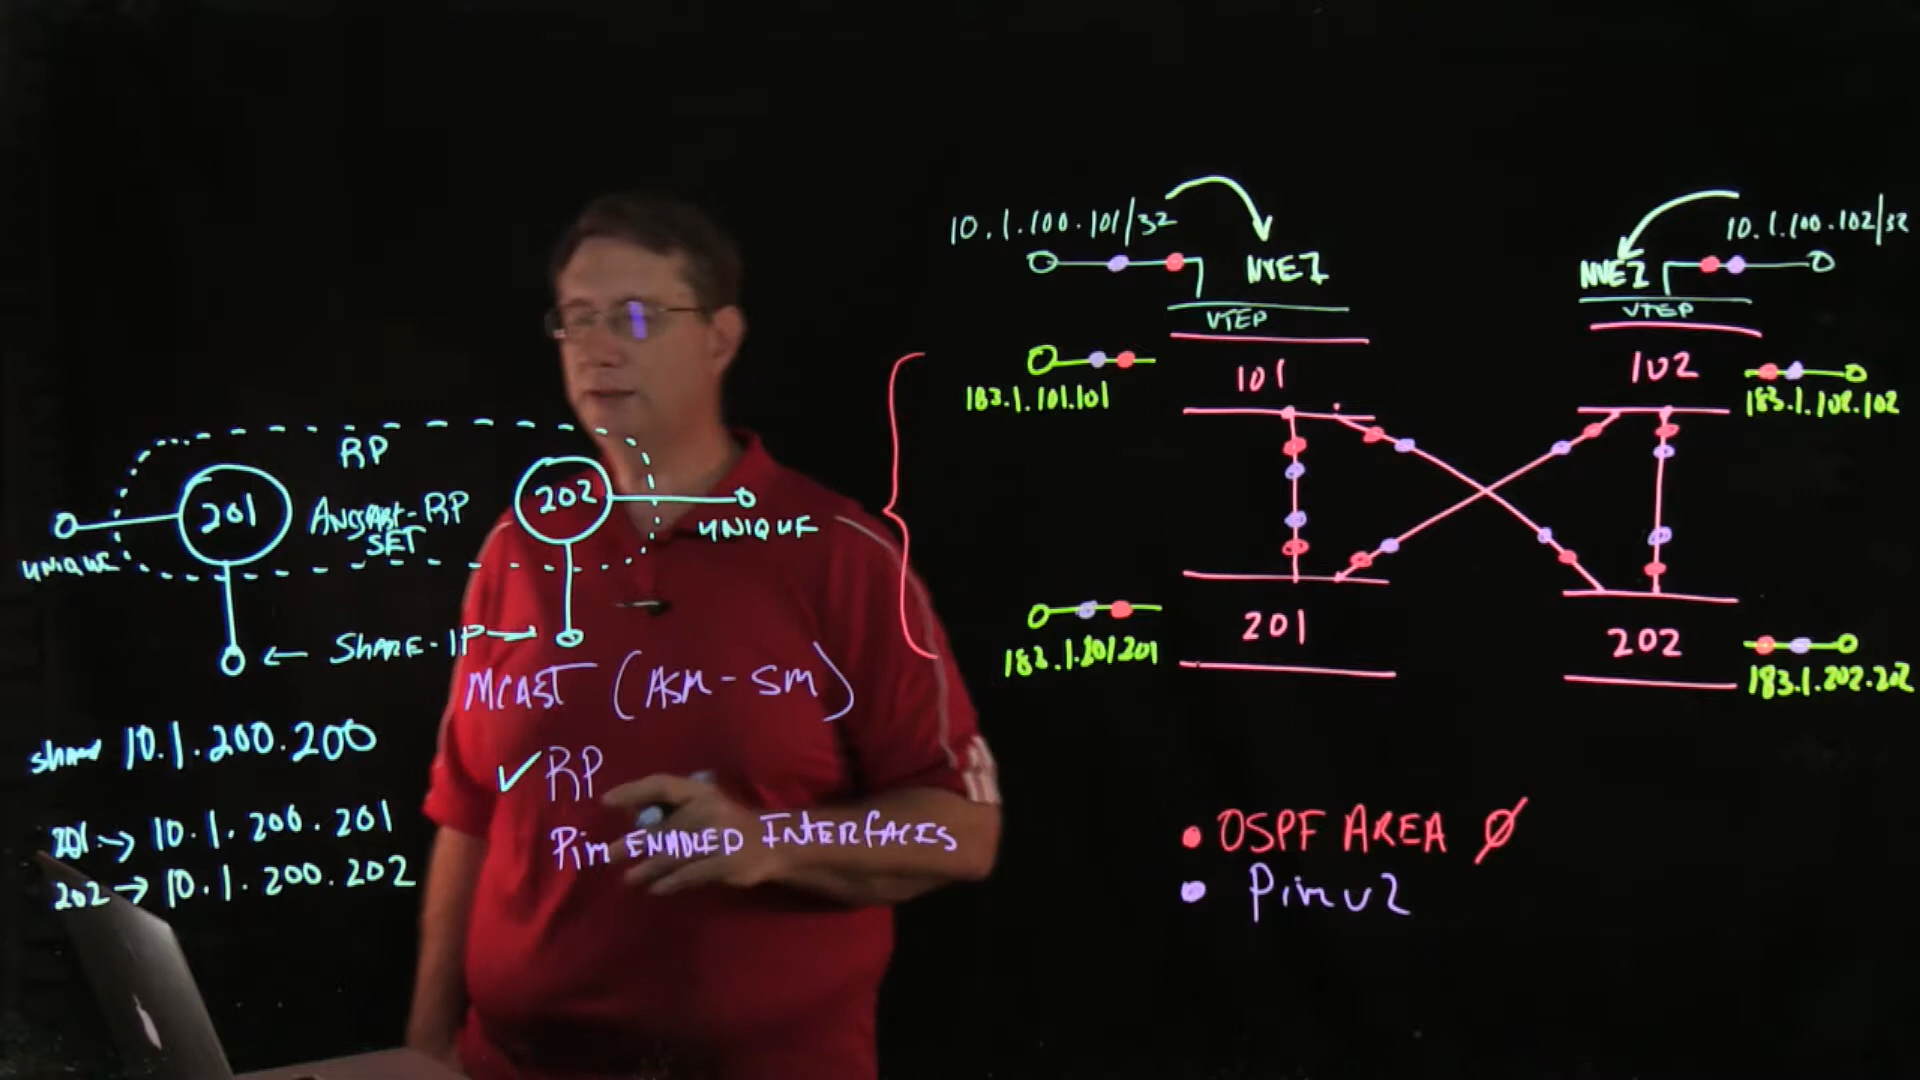 RP
201
ANYCAST-RP
SET
202
UNIQUE
UNIQUE
← SHARE-IP →
share 10.1.200.200
201 → 10.1.200.201
202 → 10.1.200.202
MCAST (ASM-SM)
✓ RP
Pim ENABLED INTERFACES
10.1.100.101/32
NVE1
VTEP
183.1.101.101
101
NVE1
10.1.100.102/32
VTEP
102
183.1.102.102
183.1.201.201
201
202
183.1.202.202
• OSPF AREA Ø
• Pimv2